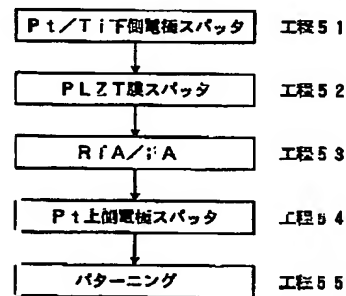 Pt/Ti下側電極スパッタ 工程51
PLZT膜スパッタ 工程52
工程53
Pt上側電極スパッタ 工程54
パターニング 工程55